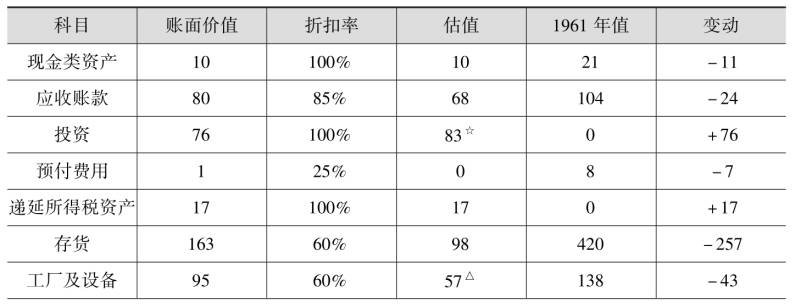 科目 账面价值 折扣率 估值 1961 年值 变动
现金类资产 10 100% 10 21 -11
应收账款 80 85% 68 104 -24
投资 76 100% 83☆ 0 +76
预付费用 1 25% 0 8 -7
递延所得税资产 17 100% 17 0 +17
存货 163 60% 98 420 -257
工厂及设备 95 60% 57△ 138 -43